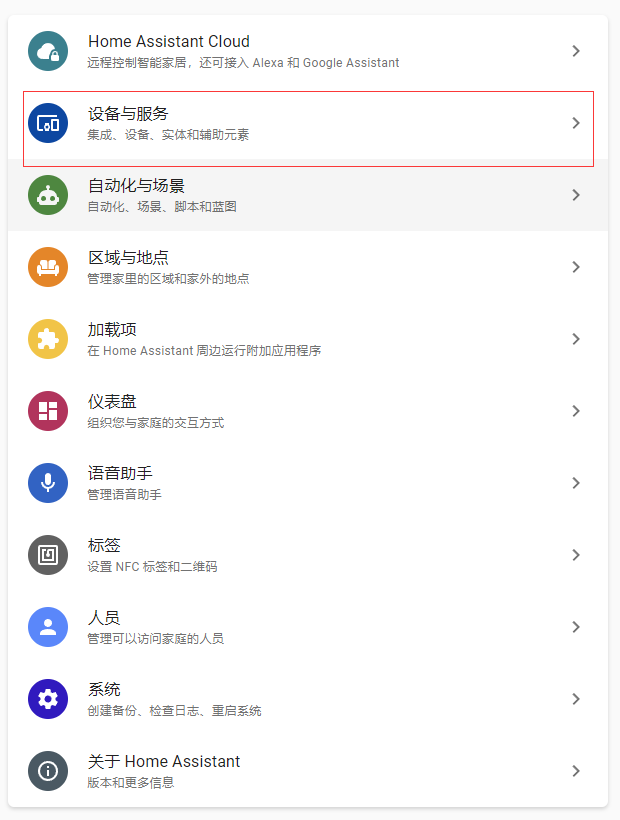 Home Assistant Cloud
远程控制智能家居，还可接入 Alexa 和 Google Assistant
设备与服务
集成、设备、实体和辅助元素
自动化与场景
自动化、场景、脚本和蓝图
区域与地点
管理家里的区域和家外的地点
加载项
在 Home Assistant 周边运行附加应用程序
仪表盘
组织您与家庭的交互方式
语音助手
管理语音助手
标签
设置 NFC 标签和二维码
人员
管理可以访问家庭的人员
系统
创建备份、检查日志、重启系统
关于 Home Assistant
版本和更多信息